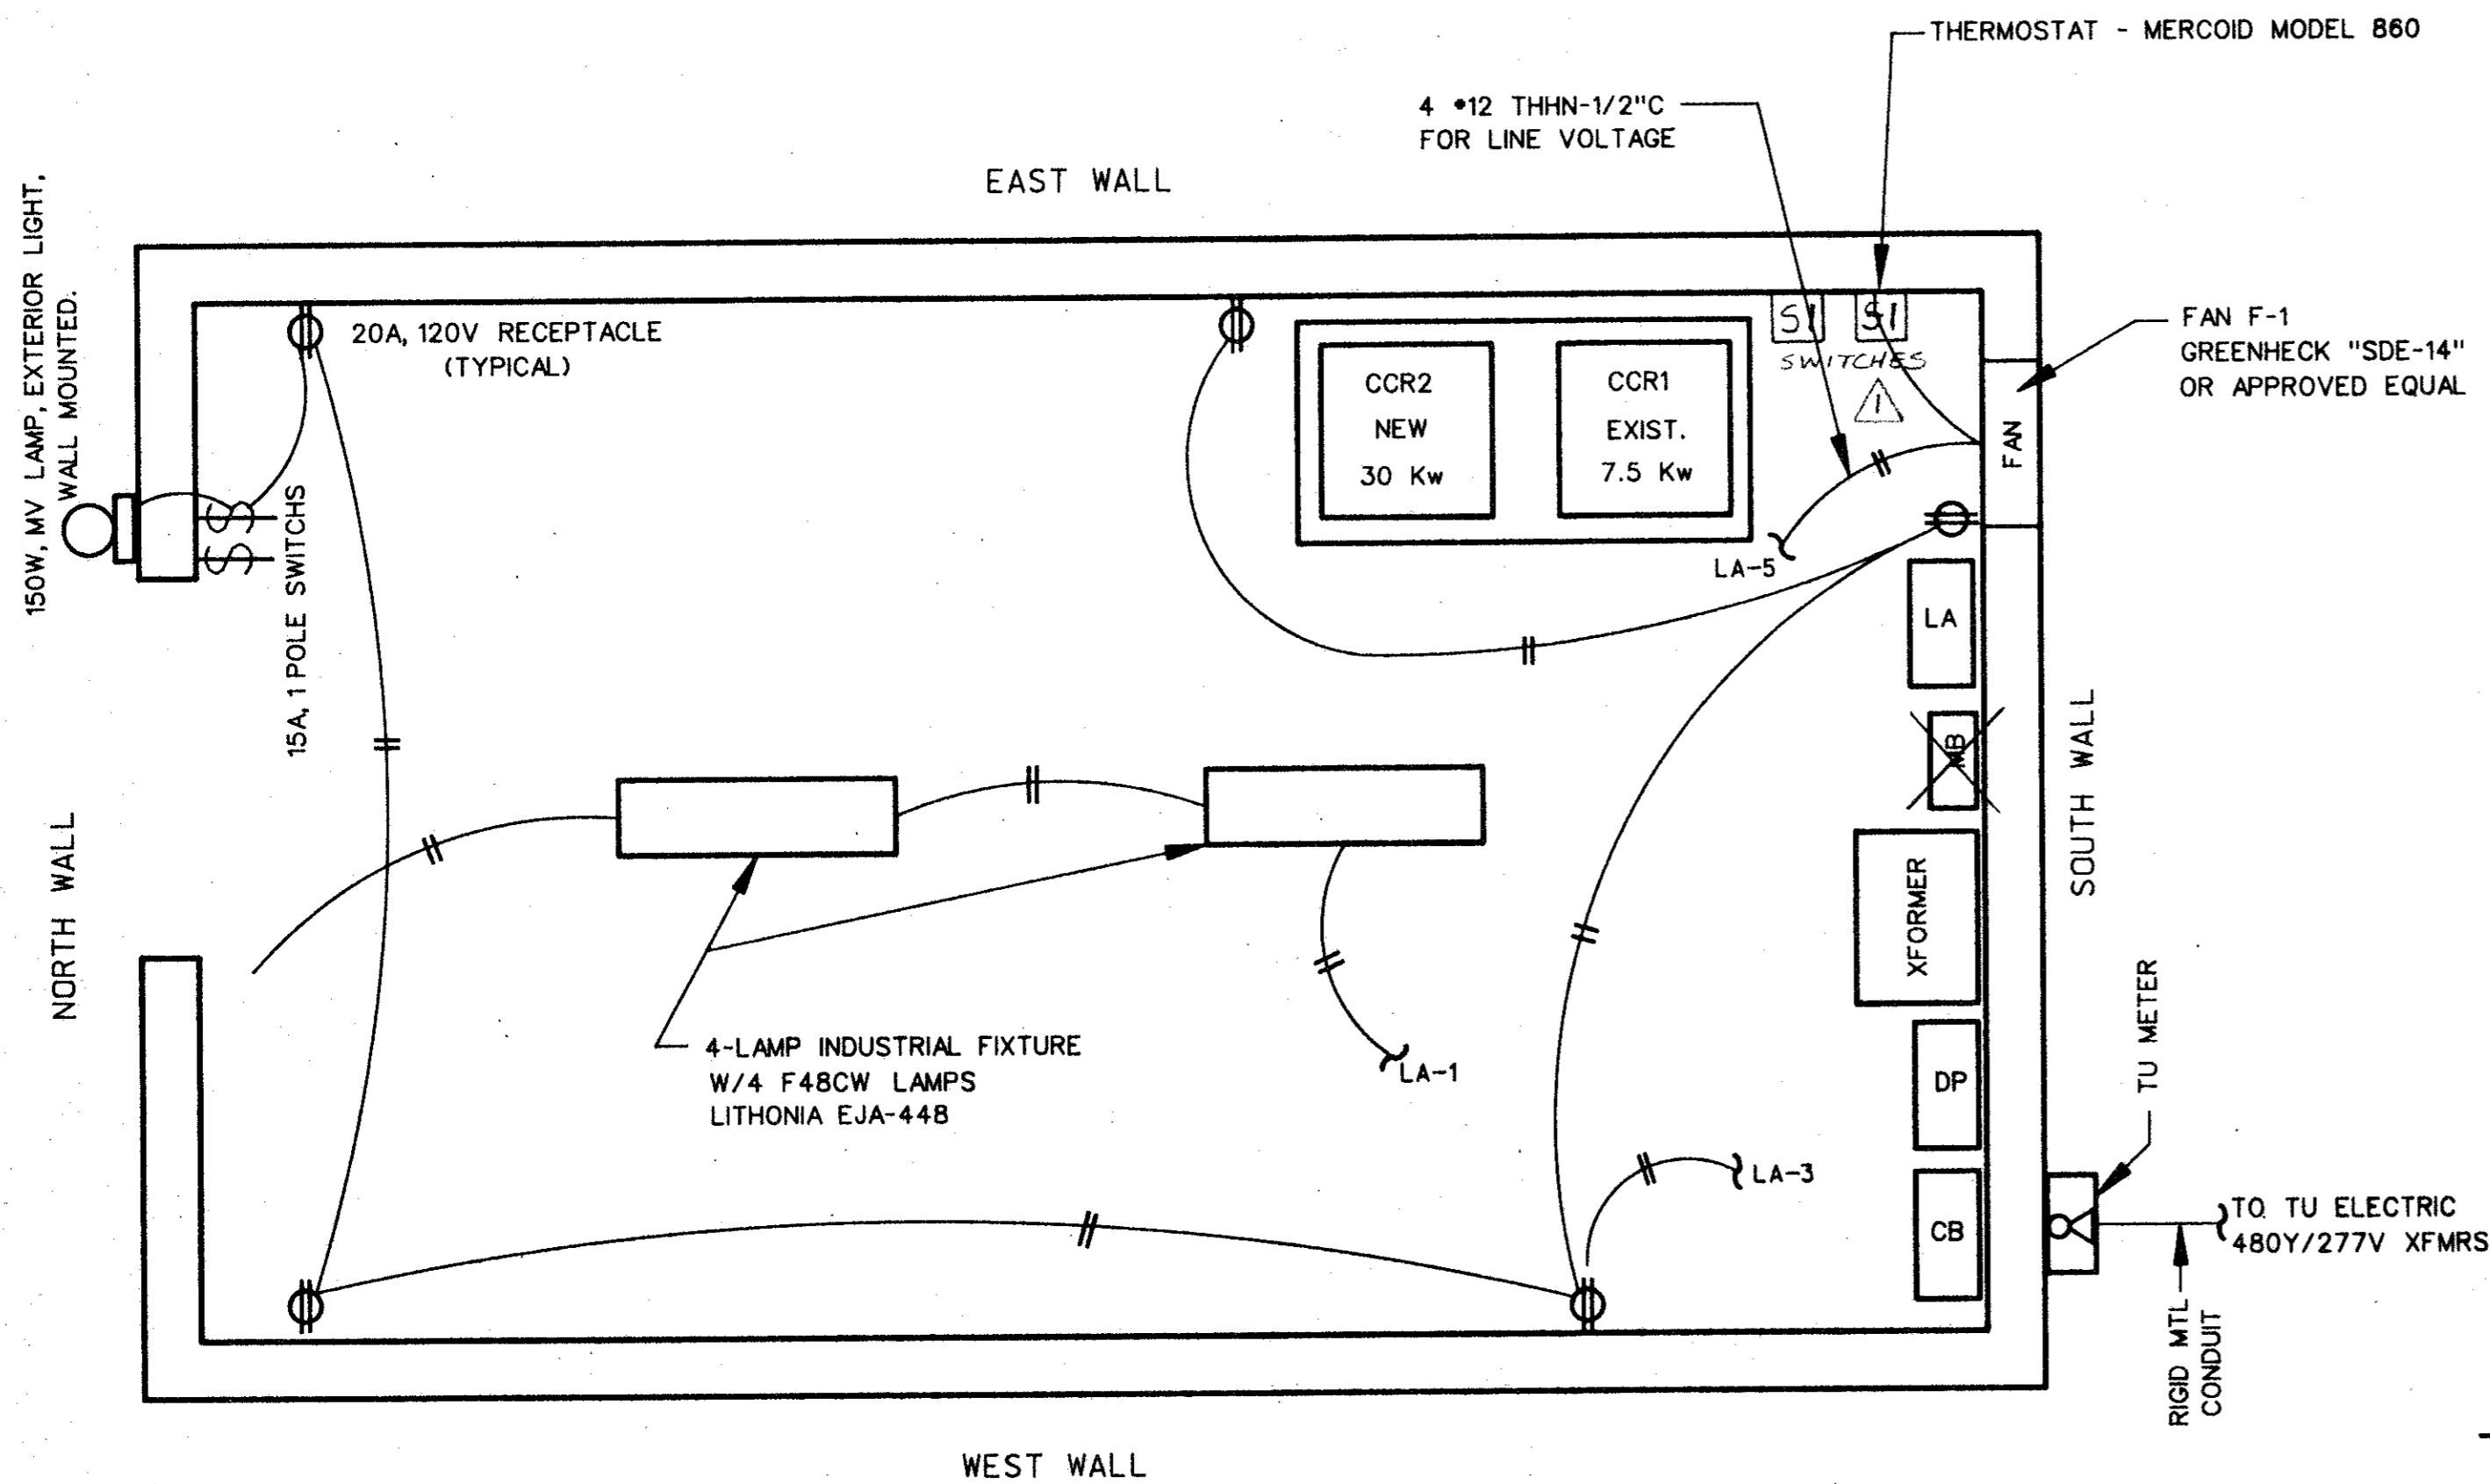 THERMOSTAT - MERCOID MODEL 860
4 #12 THHN-1/2"C
FOR LINE VOLTAGE
EAST WALL
150W, MV LAMP, EXTERIOR LIGHT,
WALL MOUNTED.
20A, 120V RECEPTACLE
(TYPICAL)
S1
S1
SWITCHES
1
FAN F-1
GREENHECK "SDE-14"
OR APPROVED EQUAL
CCR2
NEW
30 Kw
CCR1
EXIST.
7.5 Kw
FAN
15A, 1 POLE SWITCHS
LA-5
LA
MB
SOUTH WALL
NORTH WALL
XFORMER
4-LAMP INDUSTRIAL FIXTURE
W/4 F48CW LAMPS
LITHONIA EJA-448
LA-1
DP
TU METER
LA-3
CB
TO TU ELECTRIC
480Y/277V XFMRS
RIGID MTL
CONDUIT
WEST WALL